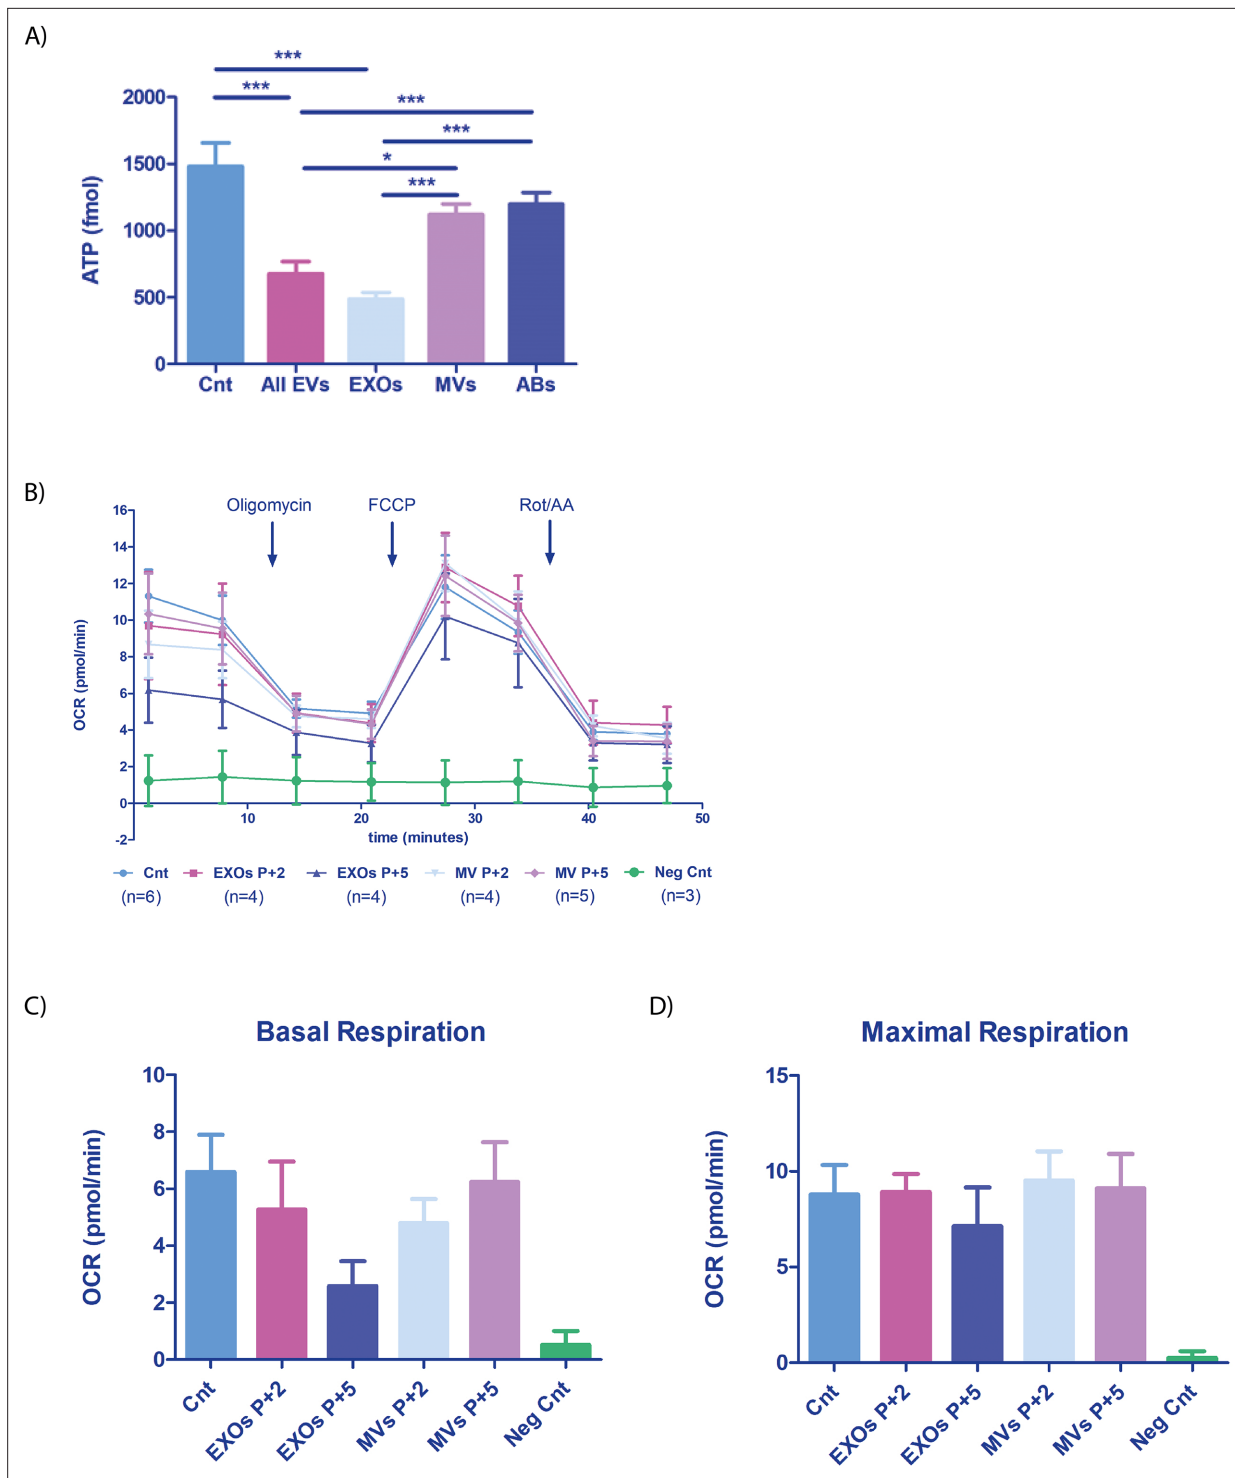 A)
***
***
***
***
*
***
2000
1500
1000
500
0
ATP (fmol)
Cnt All EVs EXOs MVs ABs
B)
Oligomycin FCCP Rot/AA
16
14
12
10
8
6
4
2
0
-2
OCR (pmol/min)
10 20 30 40 50
time (minutes)
Cnt EXOs P+2 EXOs P+5 MV P+2 MV P+5 Neg Cnt
(n=6) (n=4) (n=4) (n=4) (n=5) (n=3)
C)
Basal Respiration
10
8
6
4
2
0
OCR (pmol/min)
Cnt EXOs P+2 EXOs P+5 MVs P+2 MVs P+5 Neg Cnt
D)
Maximal Respiration
15
10
5
0
OCR (pmol/min)
Cnt EXOs P+2 EXOs P+5 MVs P+2 MVs P+5 Neg Cnt